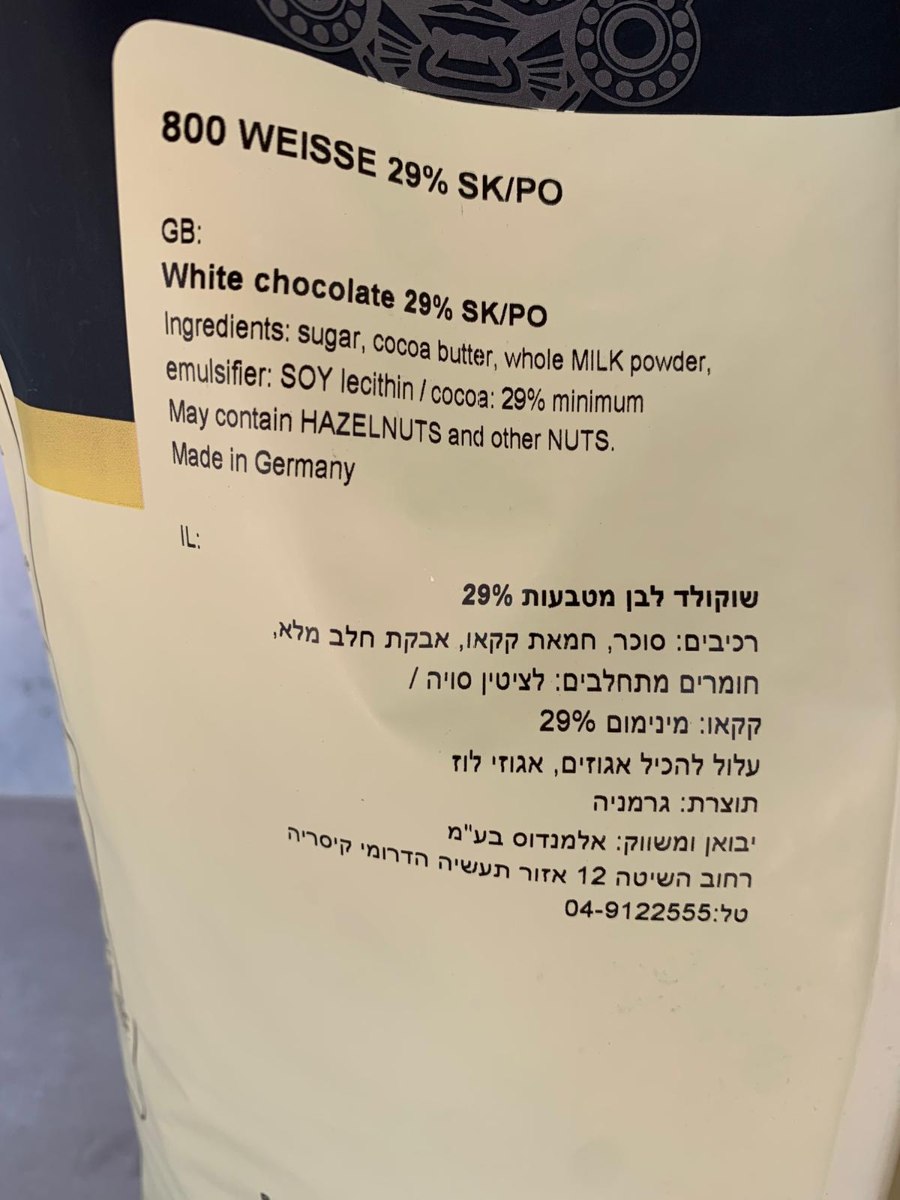 800 WEISSE 29% SK/PO
GB:
White chocolate 29% SK/PO
Ingredients: sugar, cocoa butter, whole MILK powder,
emulsifier: SOY lecithin / cocoa: 29% minimum
May contain HAZELNUTS and other NUTS.
Made in Germany
IL:
שוקולד לבן מטבעות 29%
רכיבים: סוכר, חמאת קקאו, אבקת חלב מלא,
חומרים מתחלבים: לציטין סויה /
קקאו: מינימום 29%
עלול להכיל אגוזים, אגוזי לוז
תוצרת: גרמניה
יבואן ומשווק: אלמנדוס בע"מ
רחוב השיטה 12 אזור תעשיה הדרומי קיסריה
טל:04-9122555